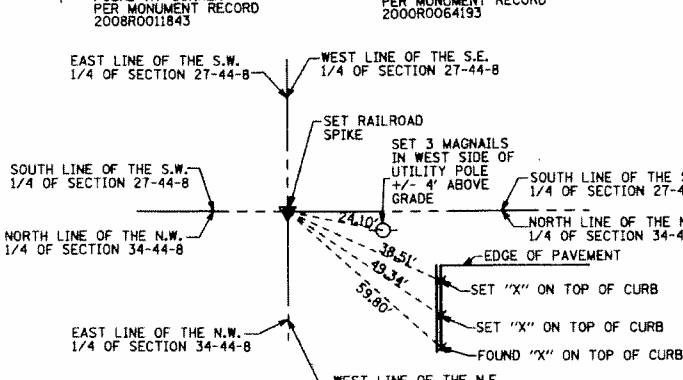 PER MONUMENT RECORD
2008R0011843
PER MONUMENT RECORD
2000R0064193
EAST LINE OF THE S.W.
1/4 OF SECTION 27-44-8
WEST LINE OF THE S.E.
1/4 OF SECTION 27-44-8
SET RAILROAD
SPIKE
SET 3 MAGNAILS
IN WEST SIDE OF
UTILITY POLE
+/- 4' ABOVE
GRADE
SOUTH LINE OF THE S.W.
1/4 OF SECTION 27-44-8
SOUTH LINE OF THE
1/4 OF SECTION 27-4
NORTH LINE OF THE N.W.
1/4 OF SECTION 34-44-8
NORTH LINE OF THE
1/4 OF SECTION 34-4
24.10'
38.51'
49.34'
59.80'
EDGE OF PAVEMENT
SET "X" ON TOP OF CURB
SET "X" ON TOP OF CURB
FOUND "X" ON TOP OF CURB
EAST LINE OF THE N.W.
1/4 OF SECTION 34-44-8
WEST LINE OF THE N.E.